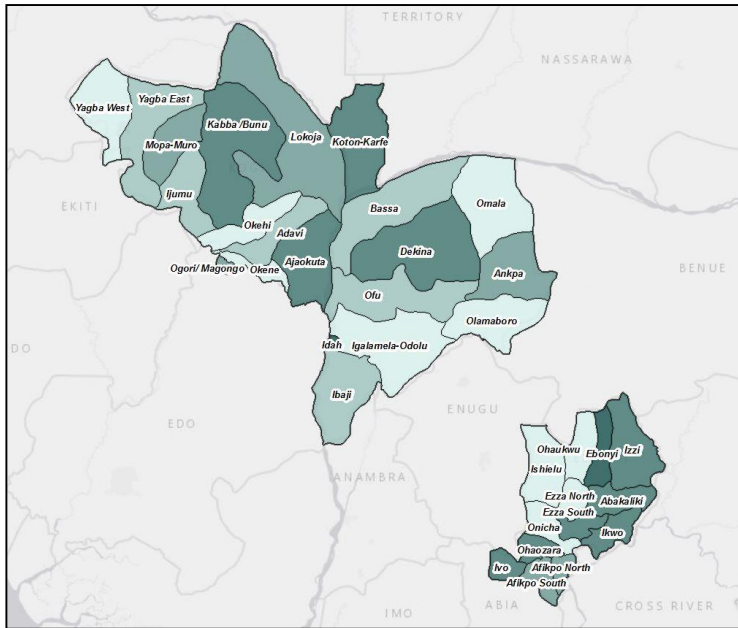 TERRITORY
NASSARAWA
Yagba West
Yagba East
Kabba /Bunu
Lokoja
Koton-Karfe
Mopa-Muro
Ijumu
EKITI
Bassa
Omala
Okehi
Adavi
Dekina
Ogori/ Magongo
Okene
Ajaokuta
Ankpa
BENUE
Ofu
Olamaboro
Idah
Igalamela-Odolu
DO
Ibaji
EDO
ENUGU
ANAMBRA
Ohaukwu
Ebonyi
Izzi
Ishielu
Ezza North
Abakaliki
Ezza South
Onicha
Ikwo
Ohaozara
Ivo
Afikpo North
Afikpo South
IMO
ABIA
CROSS RIVER